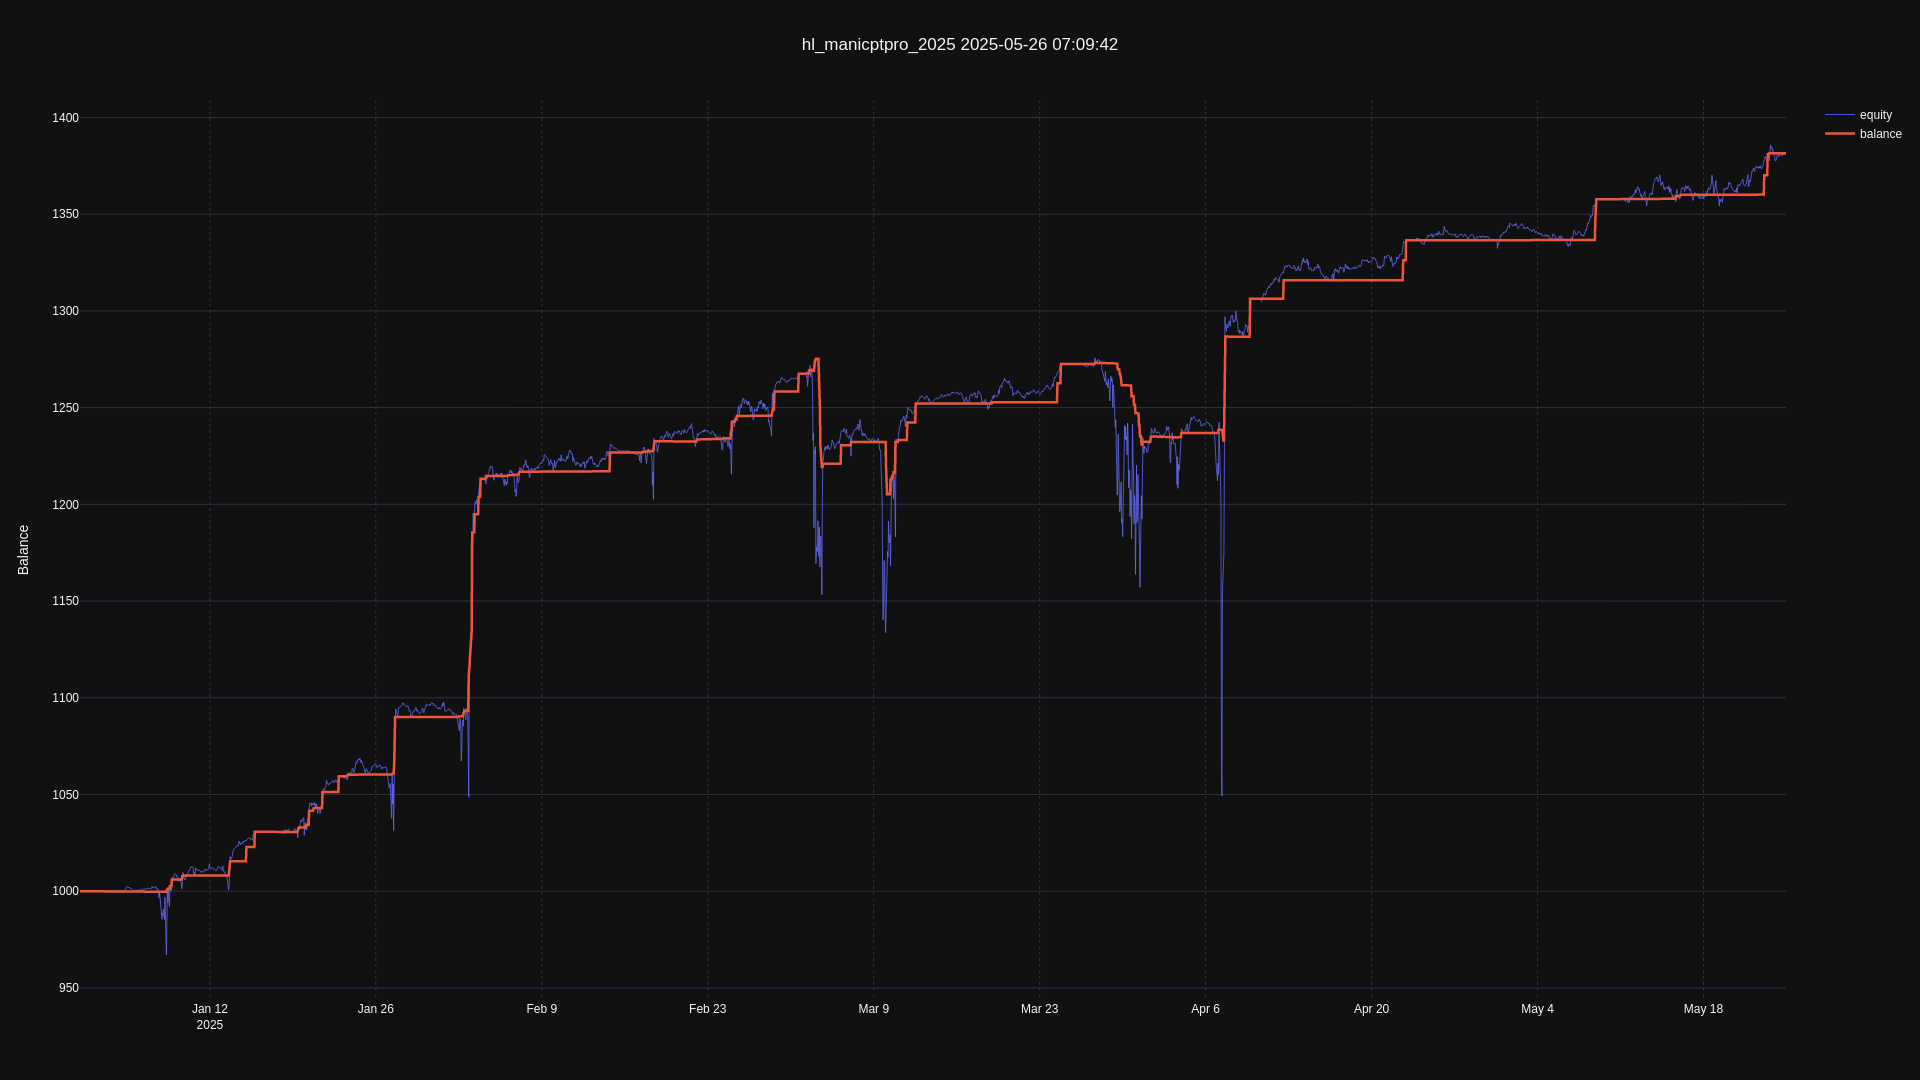 hl_manicptpro_2025 2025-05-26 07:09:42
equity
balance
Balance
1400
1350
1300
1250
1200
1150
1100
1050
1000
950
Jan 12
2025
Jan 26
Feb 9
Feb 23
Mar 9
Mar 23
Apr 6
Apr 20
May 4
May 18